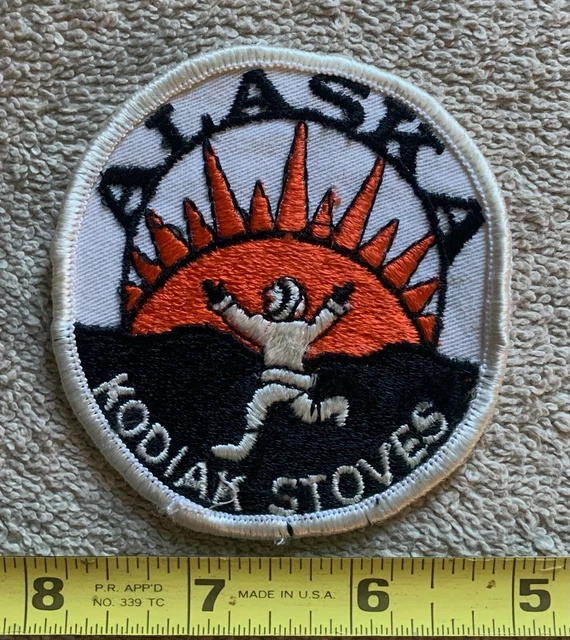 ALASKA
KODIAK STOVES
8 P.R. APP'D NO. 339 TC 7 MADE IN U.S.A. 6 5